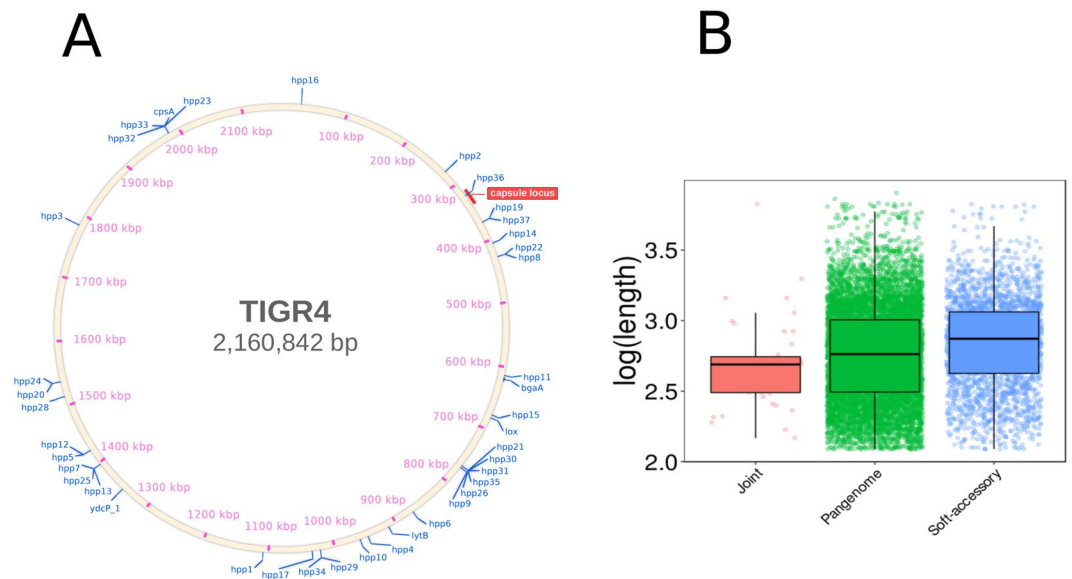 A
B
hpp16
hpp23
cpsA
hpp33
hpp32
2100 kbp
2000 kbp
100 kbp
200 kbp
hpp2
1900 kbp
hpp36
300 kbp
capsule locus
hpp3
hpp19
hpp37
1800 kbp
hpp14
400 kbp
hpp22
hpp8
1700 kbp
500 kbp
TIGR4
2,160,842 bp
1600 kbp
600 kbp
hpp24
hpp11
hpp20
bgaA
hpp28
1500 kbp
hpp15
700 kbp
lox
hpp12
1400 kbp
hpp21
hpp5
hpp30
hpp7
800 kbp
hpp31
hpp25
hpp35
hpp13
1300 kbp
hpp26
900 kbp
hpp9
ydcP_1
1200 kbp
1100 kbp
1000 kbp
hpp6
lytB
hpp4
hpp10
hpp1
hpp17
hpp34
hpp29
log(length)
3.5
3.0
2.5
2.0
Joint
Pangenome
Soft-accessory